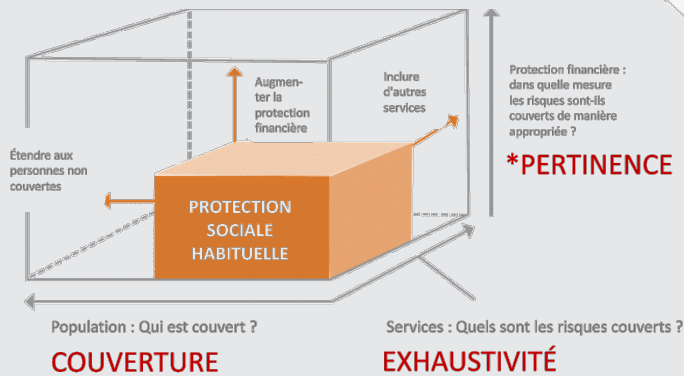 Augmen-
ter la
protection
financière
Inclure
d'autres
services
Protection financière :
dans quelle mesure
les risques sont-ils
couverts de manière
appropriée ?
*PERTINENCE
Étendre aux
personnes non
couvertes
PROTECTION
SOCIALE
HABITUELLE
Population : Qui est couvert ?
COUVERTURE
Services : Quels sont les risques couverts ?
EXHAUSTIVITÉ